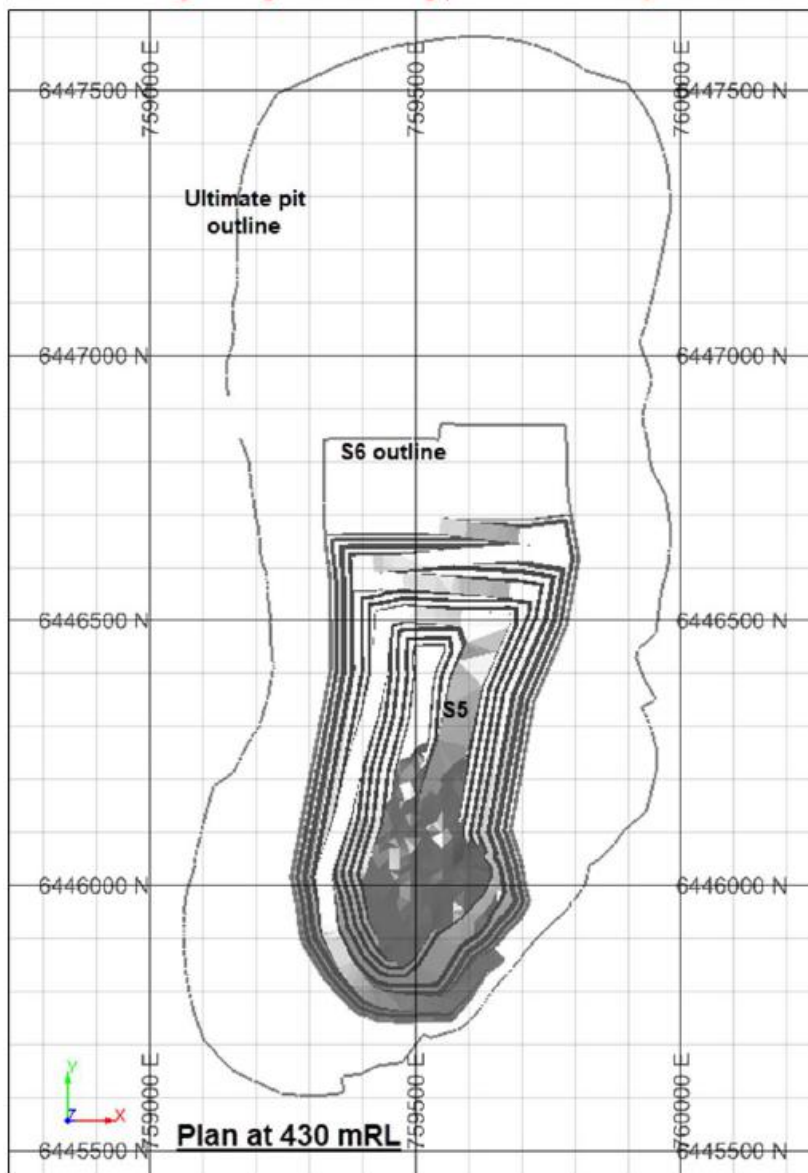 759000 E
759500 E
760000 E
6447500 N
6447500 N
Ultimate pit
outline
6447000 N
6447000 N
S6 outline
6446500 N
6446500 N
S5
6446000 N
6446000 N
Y
Z
X
759000 E
759500 E
760000 E
Plan at 430 mRL
6445500 N
6445500 N